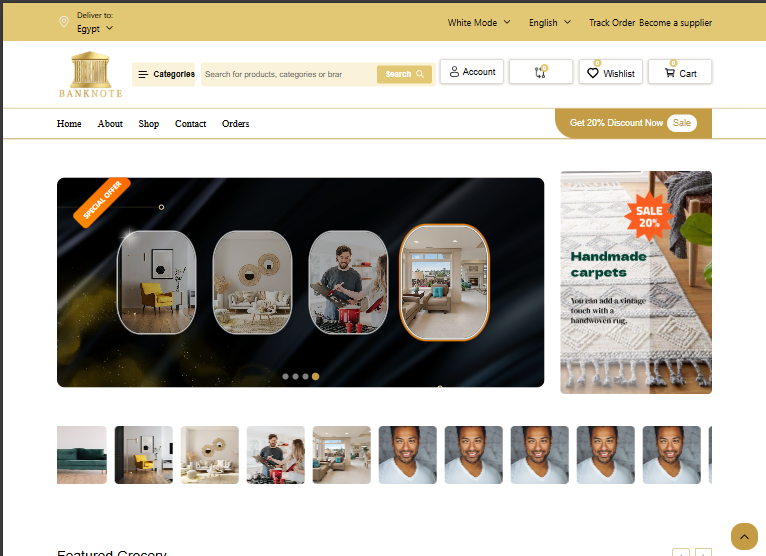 Deliver to:
Egypt
White Mode
English
Track Order
Become a supplier
BANKNOTE
Categories
Search for products, categories or brar
Search
Account
0
0
Wishlist
0
Cart
Home
About
Shop
Contact
Orders
Get 20% Discount Now
Sale
SPECIAL OFFER
SALE
20%
Handmade
carpets
You can add a vintage
touch with a
handwoven rug.
Featured Grocery